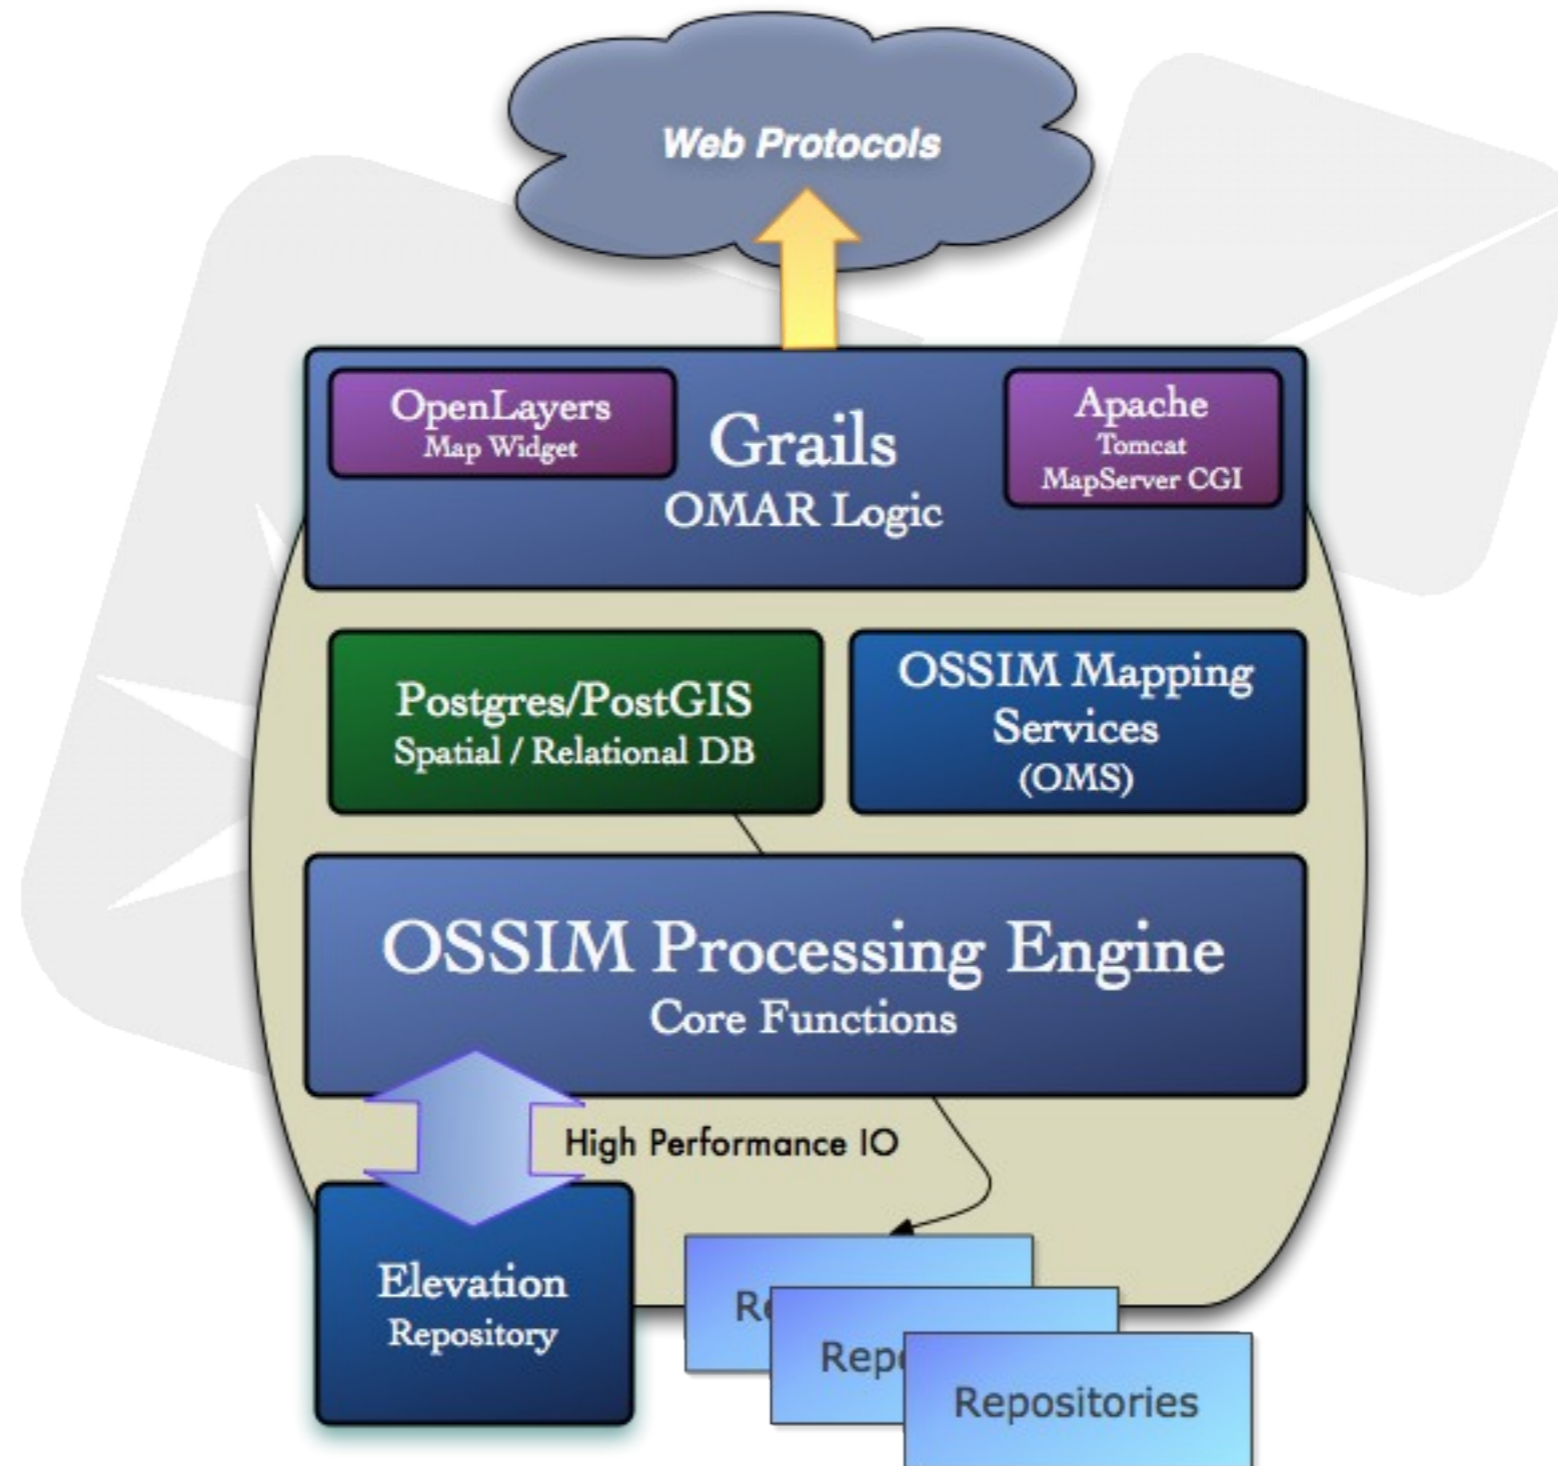 Web Protocols
OpenLayers
Map Widget
Grails
OMAR Logic
Apache
Tomcat
MapServer CGI
Postgres/PostGIS
Spatial / Relational DB
OSSIM Mapping
Services
(OMS)
OSSIM Processing Engine
Core Functions
High Performance IO
Elevation
Repository
Repositories